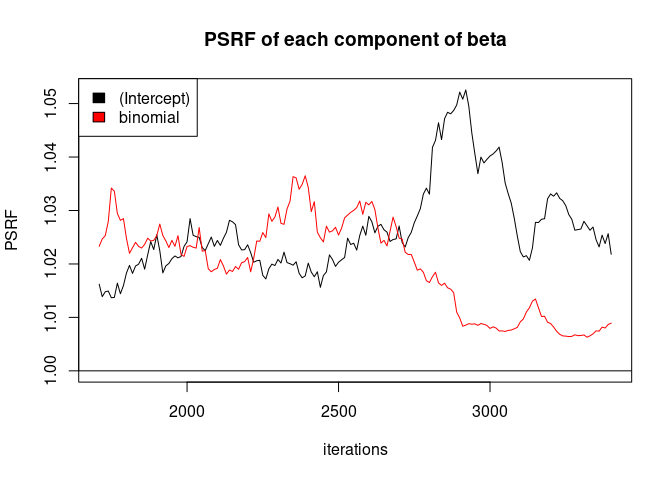 PSRF of each component of beta
(Intercept)
binomial
PSRF
1.05
1.04
1.03
1.02
1.01
1.00
2000
2500
3000
iterations